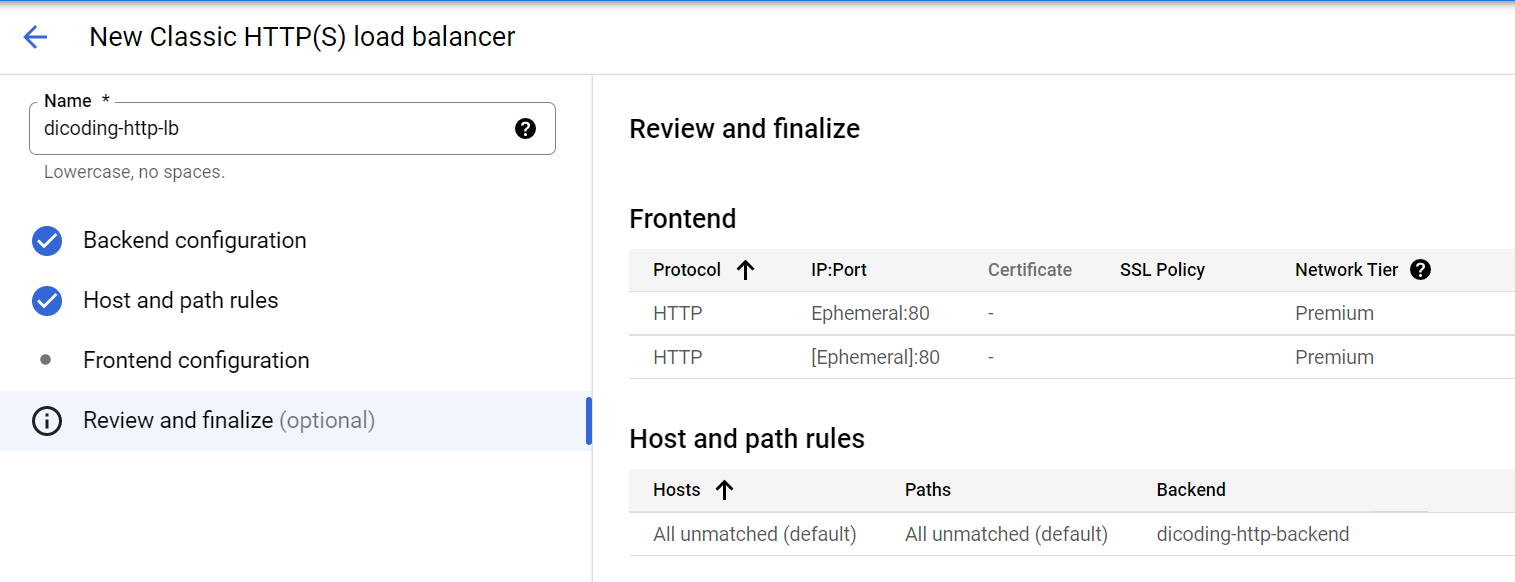 New Classic HTTP(S) load balancer
Name *
dicoding-http-lb
Lowercase, no spaces.
Backend configuration
Host and path rules
Frontend configuration
Review and finalize (optional)
Review and finalize
Frontend
Protocol IP:Port Certificate SSL Policy Network Tier
HTTP Ephemeral:80 - Premium
HTTP [Ephemeral]:80 - Premium
Host and path rules
Hosts Paths Backend
All unmatched (default) All unmatched (default) dicoding-http-backend